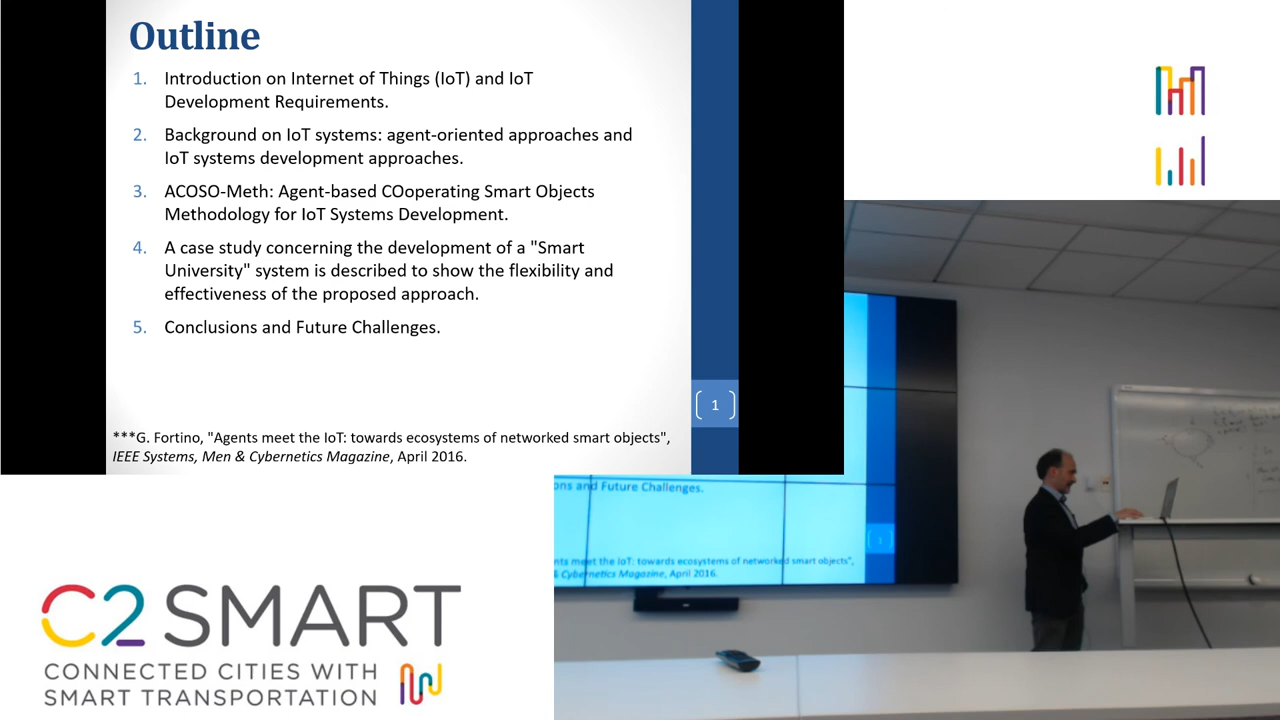 Outline
1. Introduction on Internet of Things (IoT) and IoT
Development Requirements.
2. Background on IoT systems: agent-oriented approaches and
IoT systems development approaches.
3. ACOSO-Meth: Agent-based COoperating Smart Objects
Methodology for IoT Systems Development.
4. A case study concerning the development of a "Smart
University" system is described to show the flexibility and
effectiveness of the proposed approach.
5. Conclusions and Future Challenges.
1
***G. Fortino, "Agents meet the IoT: towards ecosystems of networked smart objects",
IEEE Systems, Men & Cybernetics Magazine, April 2016.
ons and Future Challenges.
1
nts meet the IoT: towards ecosystems of networked smart objects",
& Cybernetics Magazine, April 2016.
C2 SMART
CONNECTED CITIES WITH
SMART TRANSPORTATION